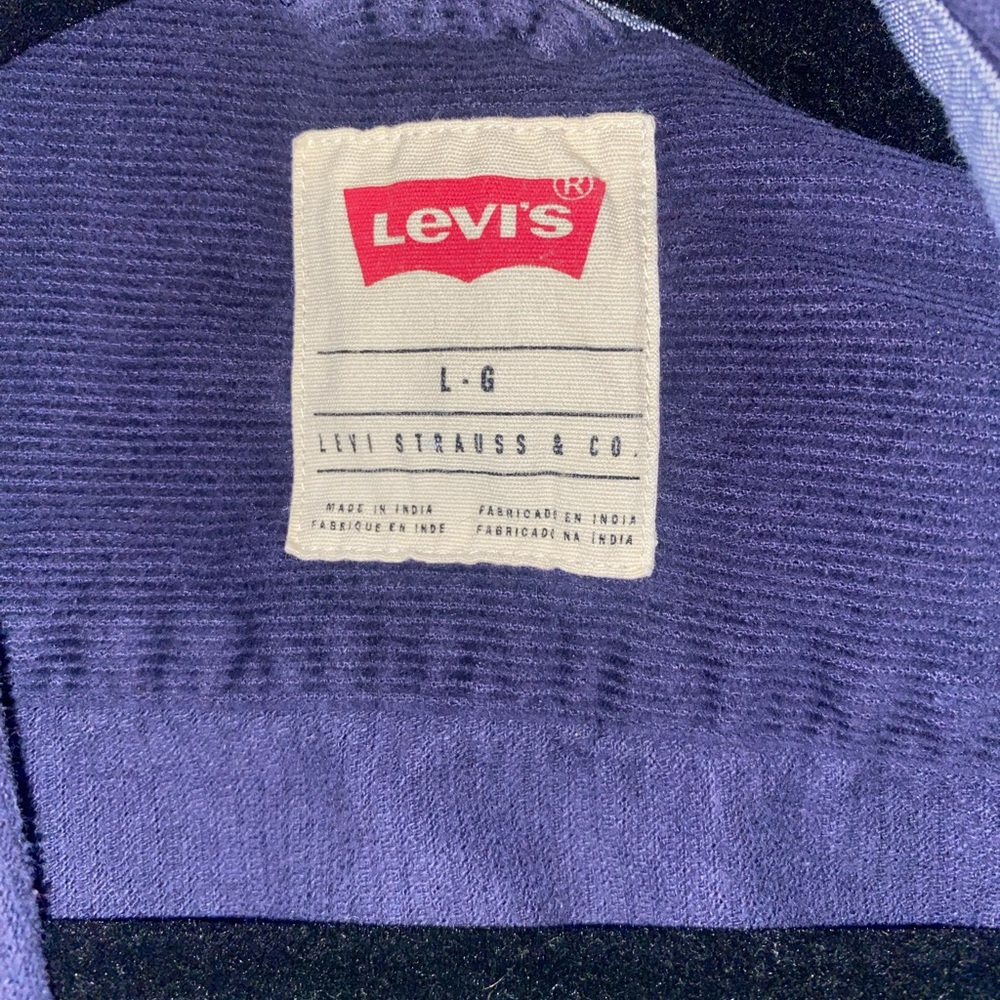 LEVI'S®
L - G
LEVI STRAUSS & CO.
MADE IN INDIA
FABRIQUE EN INDE
FABRICADO EN INDIA
FABRICADO NA INDIA